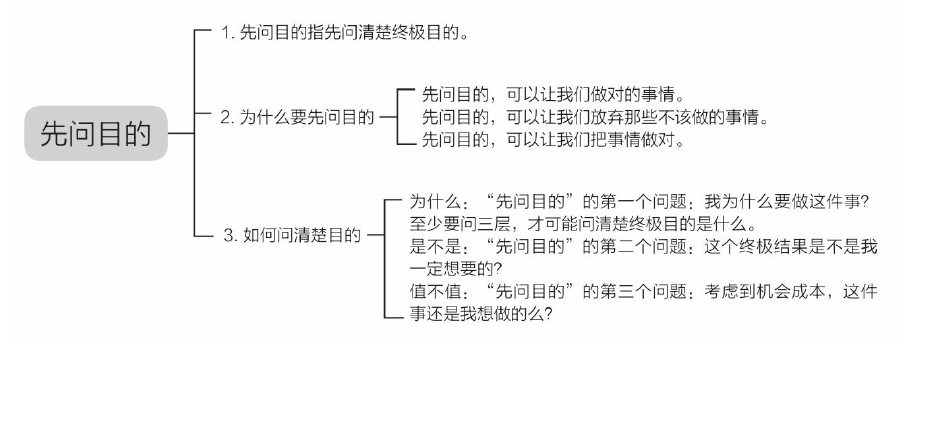 先问目的
1. 先问目的指先问清楚终极目的。
2. 为什么要先问目的
先问目的，可以让我们做对的事情。
先问目的，可以让我们放弃那些不该做的事情。
先问目的，可以让我们把事情做对。
3. 如何问清楚目的
为什么：“先问目的”的第一个问题：我为什么要做这件事？
至少要问三层，才可能问清楚终极目的是什么。
是不是：“先问目的”的第二个问题：这个终极结果是不是我
一定想要的？
值不值：“先问目的”的第三个问题：考虑到机会成本，这件
事还是我想做的么？